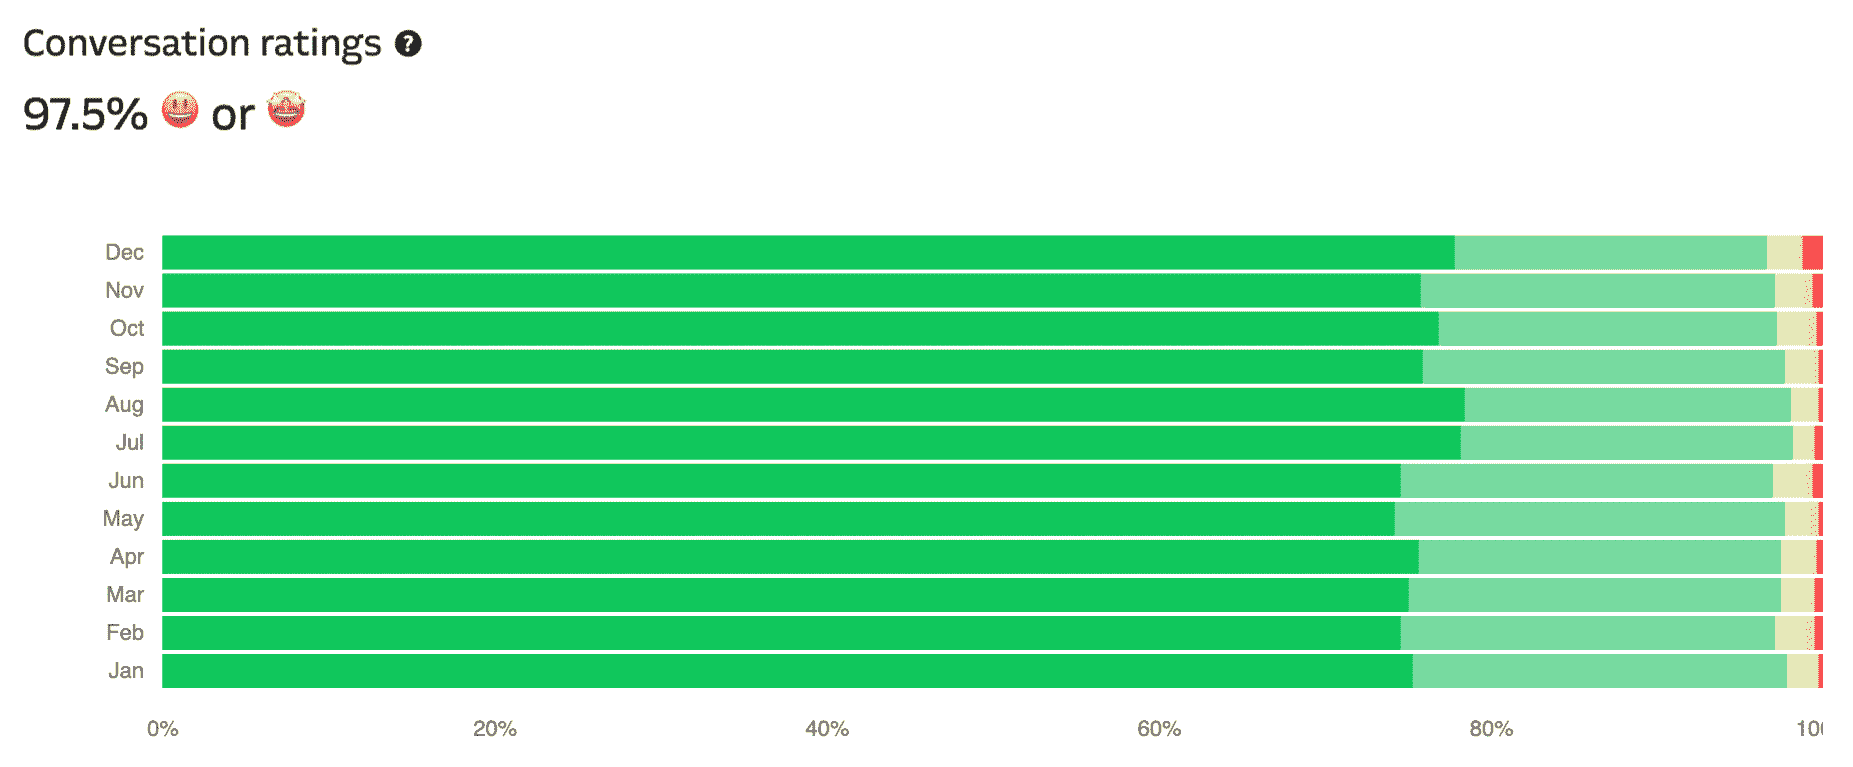 Conversation ratings ?
97.5% 😃 or 🤩
Dec
Nov
Oct
Sep
Aug
Jul
Jun
May
Apr
Mar
Feb
Jan
0% 20% 40% 60% 80% 100